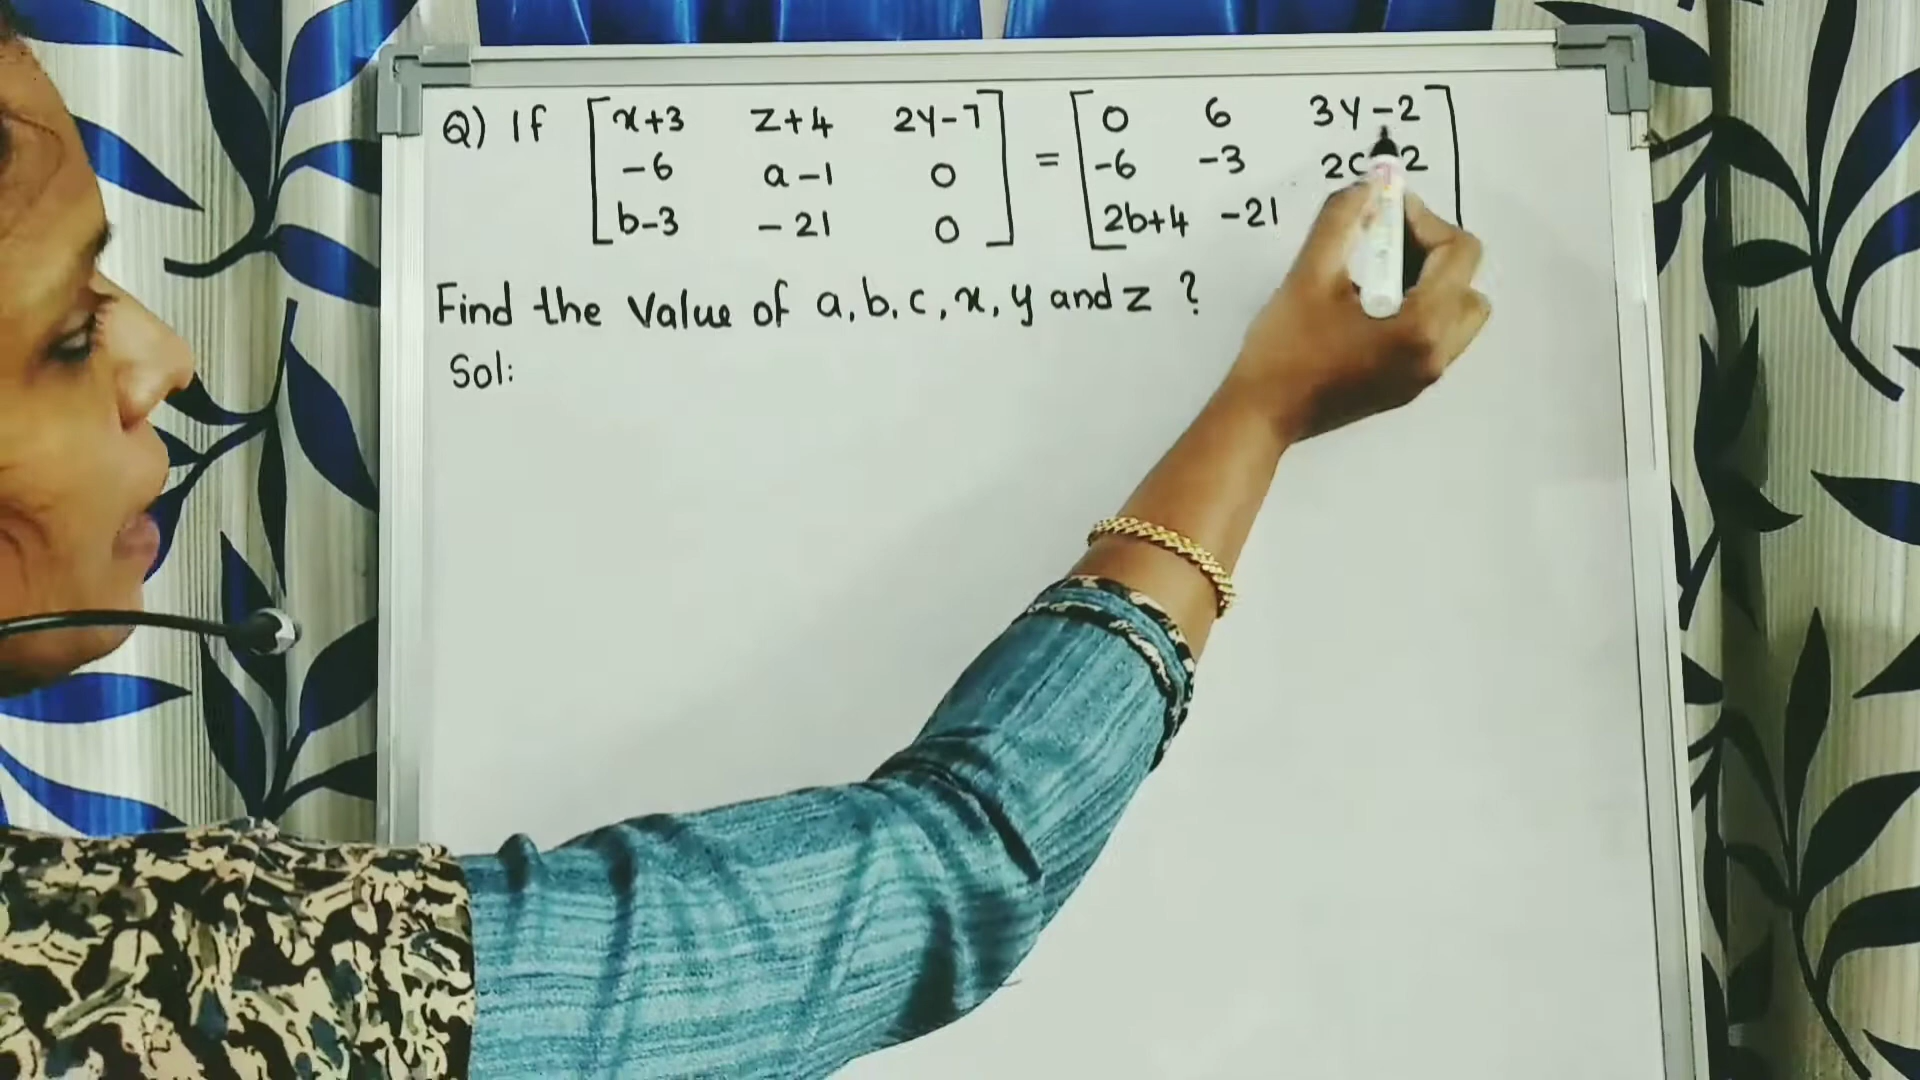 Q) If [x+3 z+4 2y-7] = [0 6 3y-2]
-6 a-1 0 -6 -3 2c 2
b-3 -21 0 2b+4 -21
Find the value of a, b, c, x, y and z ?
Sol: